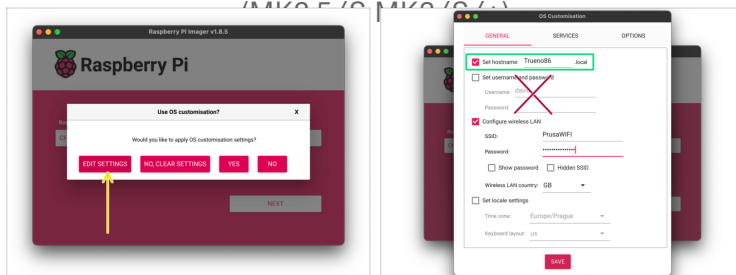 Raspberry Pi Imager v1.8.5
Raspberry Pi
Use OS customisation?
X
Would you like to apply OS customisation settings?
EDIT SETTINGS
NO, CLEAR SETTINGS
YES
NO
NEXT
OS Customisation
GENERAL
SERVICES
OPTIONS
Set hostname: Trueno86 .local
Set username and password
Username:
Password:
Configure wireless LAN
SSID: PrusaWIFI
Password: ••••••••••••••
Show password
Hidden SSID
Wireless LAN country: GB
Set locale settings
Time zone: Europe/Prague
Keyboard layout: us
SAVE